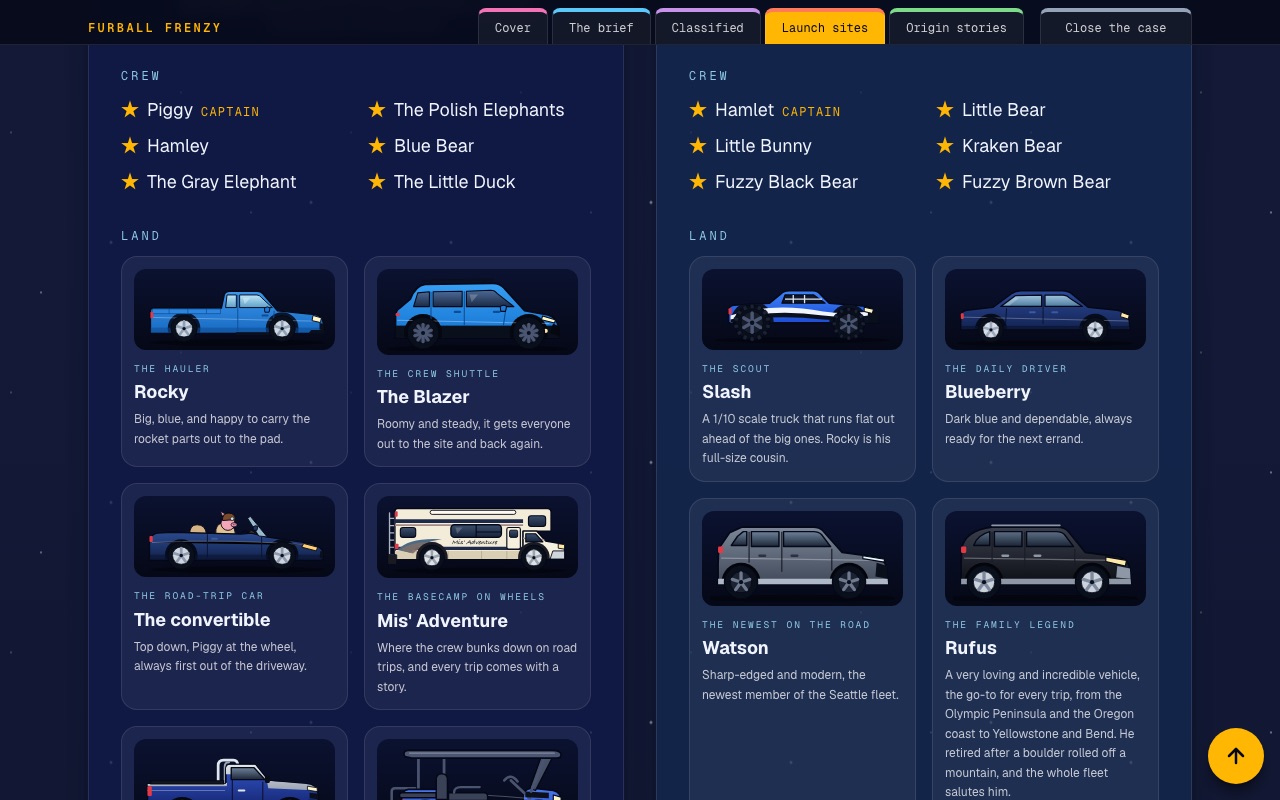 FURBALL FRENZY
Cover
The brief
Classified
Launch sites
Origin stories
Close the case
CREW
Piggy CAPTAIN
The Polish Elephants
Hamley
Blue Bear
The Gray Elephant
The Little Duck
LAND
THE HAULER
Rocky
Big, blue, and happy to carry the
rocket parts out to the pad.
THE CREW SHUTTLE
The Blazer
Roomy and steady, it gets everyone
out to the site and back again.
THE ROAD-TRIP CAR
The convertible
Top down, Piggy at the wheel,
always first out of the driveway.
Mis' Adventure
THE BASECAMP ON WHEELS
Mis' Adventure
Where the crew bunks down on road
trips, and every trip comes with a
story.
CREW
Hamlet CAPTAIN
Little Bear
Little Bunny
Kraken Bear
Fuzzy Black Bear
Fuzzy Brown Bear
LAND
THE SCOUT
Slash
A 1/10 scale truck that runs flat out
ahead of the big ones. Rocky is his
full-size cousin.
THE DAILY DRIVER
Blueberry
Dark blue and dependable, always
ready for the next errand.
THE NEWEST ON THE ROAD
Watson
Sharp-edged and modern, the
newest member of the Seattle fleet.
THE FAMILY LEGEND
Rufus
A very loving and incredible vehicle,
the go-to for every trip, from the
Olympic Peninsula and the Oregon
coast to Yellowstone and Bend. He
retired after a boulder rolled off a
mountain, and the whole fleet
salutes him.